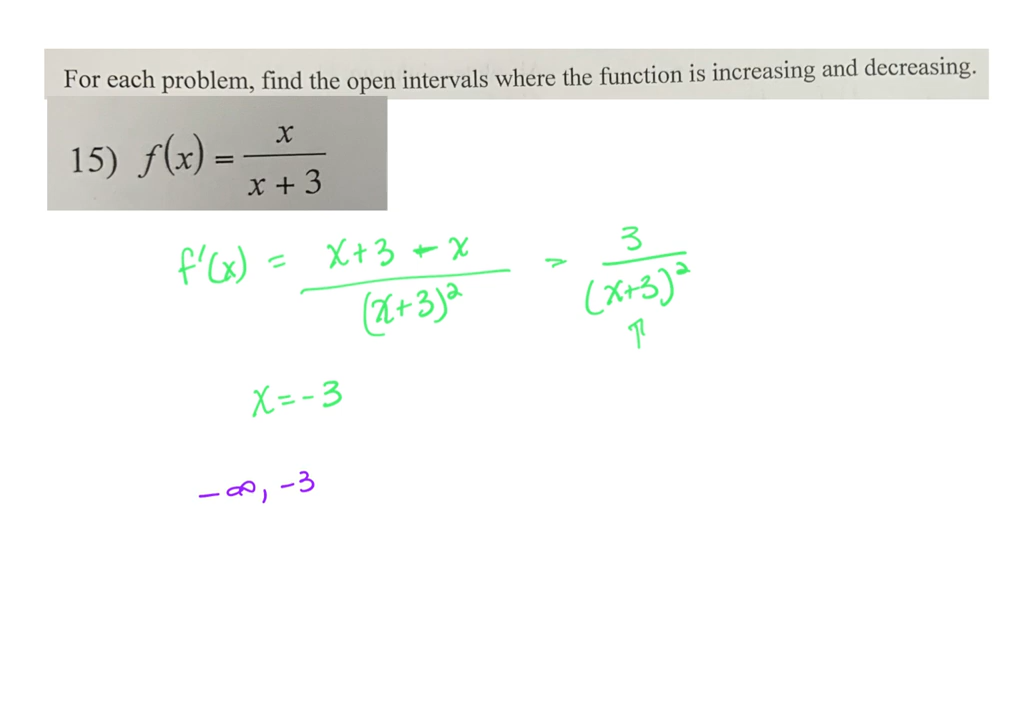 For each problem, find the open intervals where the function is increasing and decreasing.
15) f(x) = x / (x + 3)
f'(x) = (x+3 - x) / (x+3)² = 3 / (x+3)²
↑
x = -3
-∞, -3